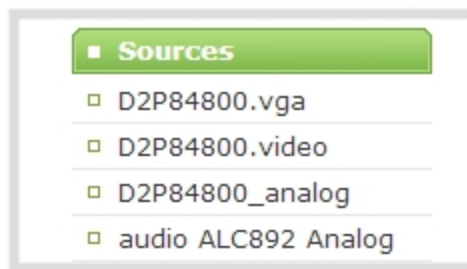 Sources
D2P84800.vga
D2P84800.video
D2P84800_analog
audio ALC892 Analog